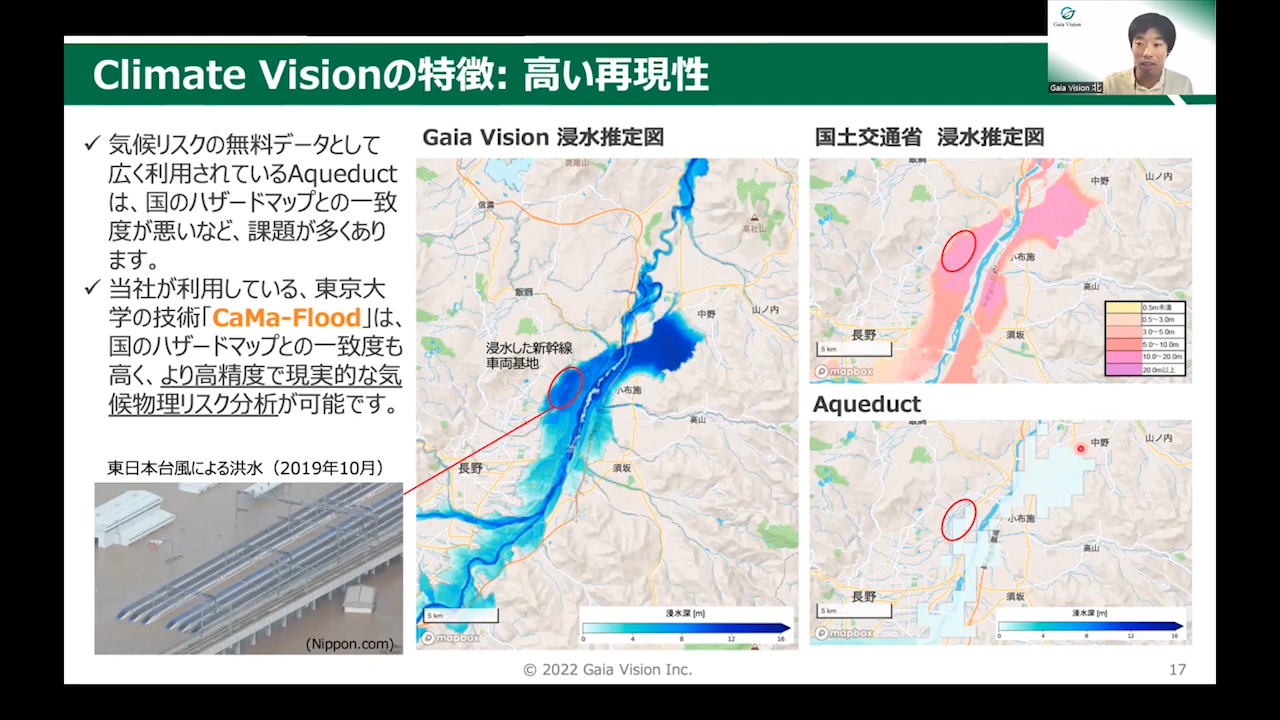 Climate Visionの特徴: 高い再現性
Gaia Vision
Gaia Vision 北
✓ 気候リスクの無料データとして
広く利用されているAqueduct
は、国のハザードマップとの一致
度が悪いなど、課題が多くあり
ます。
✓ 当社が利用している、東京大
学の技術「CaMa-Flood」は、
国のハザードマップとの一致度も
高く、より高精度で現実的な気
候物理リスク分析が可能です。
東日本台風による洪水（2019年10月）
(Nippon.com)
Gaia Vision 浸水推定図
斑尾山
信濃
高社山
飯綱
中野
山ノ内
浸水した新幹線
車両基地
小布施
高山
長野
須坂
5 km
mapbox
浸水深 [m]
0 4 8 12 16
国土交通省 浸水推定図
飯綱
中野
山ノ内
小布施
高山
長野
須坂
5 km
mapbox
0.5m未満
0.5～3.0m
3.0～5.0m
5.0～10.0m
10.0～20.0m
20.0m以上
Aqueduct
飯綱
中野
山ノ内
小布施
高山
長野
須坂
5 km
mapbox
浸水深 [m]
0 4 8 12 16
© 2022 Gaia Vision Inc.
17